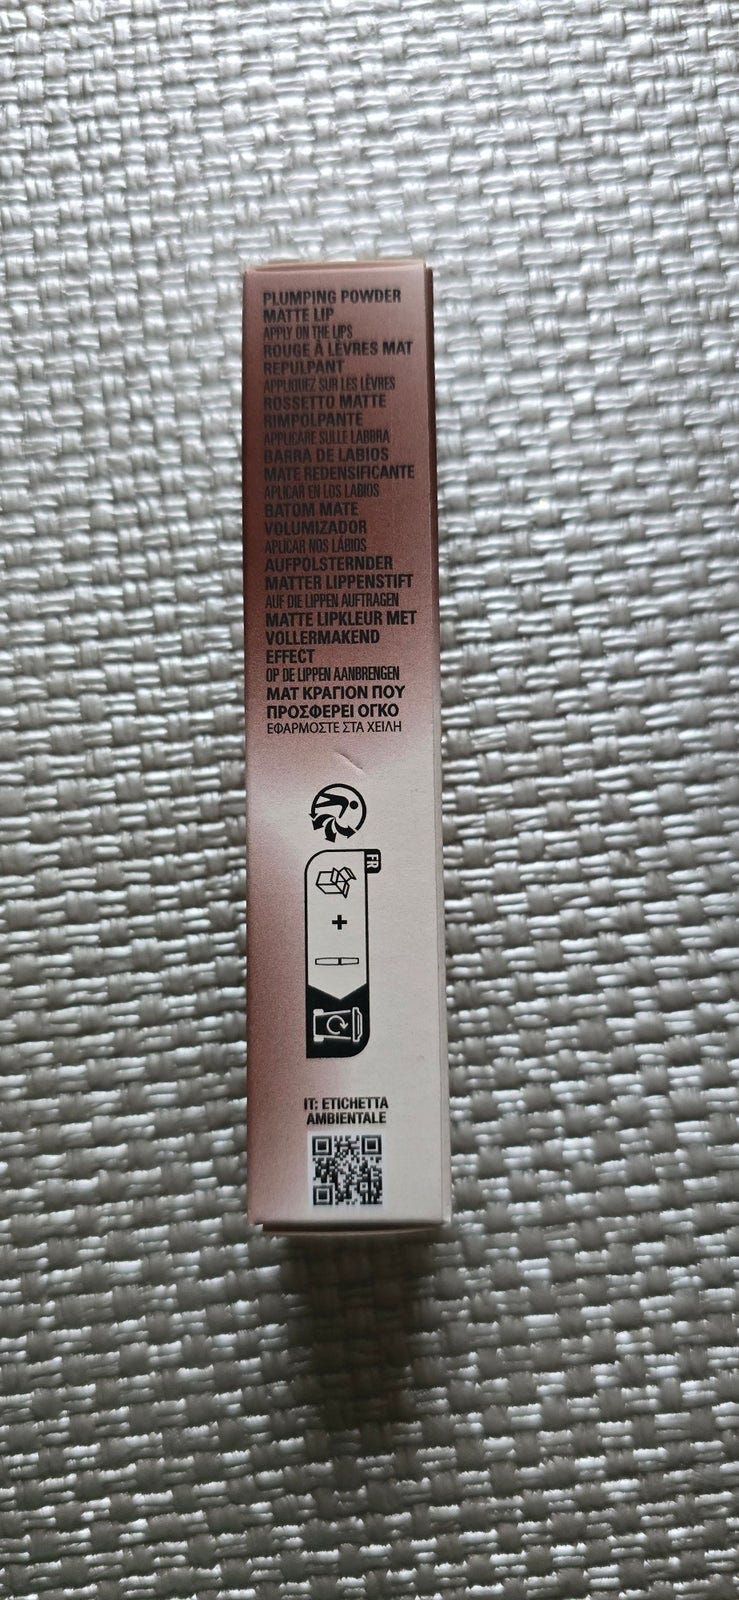 PLUMPING POWDER
MATTE LIP
APPLY ON THE LIPS
ROUGE À LÈVRES MAT
REPULPANT
APPLIQUEZ SUR LES LÈVRES
ROSSETTO MATTE
RIMPOLPANTE
APPLICARE SULLE LABBRA
BARRA DE LABIOS
MATE REDENSIFICANTE
APLICAR EN LOS LABIOS
BATOM MATE
VOLUMIZADOR
APLICAR NOS LÁBIOS
AUFPOLSTERNDER
MATTER LIPPENSTIFT
AUF DIE LIPPEN AUFTRAGEN
MATTE LIPKLEUR MET
VOLLERMAKEND
EFFECT
OP DE LIPPEN AANBRENGEN
ΜΑΤ ΚΡΑΓΙΟΝ ΠΟΥ
ΠΡΟΣΦΕΡΕΙ ΟΓΚΟ
ΕΦΑΡΜΟΣΤΕ ΣΤΑ ΧΕΙΛΗ
FR
+
IT: ETICHETTA
AMBIENTALE